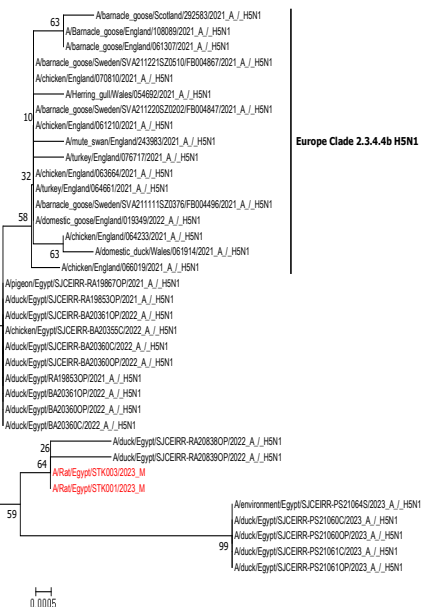 63
A/barnacle_goose/Scotland/292583/2021_A_/_H5N1
A/Barnacle_goose/England/108089/2021_A_/_H5N1
A/barnacle_goose/England/061307/2021_A_/_H5N1
A/barnacle_goose/Sweden/SVA211221SZ0510/FB004867/2021_A_/_H5N1
A/chicken/England/070810/2021_A_/_H5N1
A/Herring_gull/Wales/054692/2021_A_/_H5N1
A/barnacle_goose/Sweden/SVA211220SZ0202/FB004847/2021_A_/_H5N1
10
A/chicken/England/061210/2021_A_/_H5N1
A/mute_swan/England/243983/2021_A_/_H5N1
Europe Clade 2.3.4.4b H5N1
A/turkey/England/076717/2021_A_/_H5N1
A/chicken/England/063664/2021_A_/_H5N1
32
A/turkey/England/064661/2021_A_/_H5N1
A/barnacle_goose/Sweden/SVA211111SZ0376/FB004496/2021_A_/_H5N1
58
A/domestic_goose/England/019349/2022_A_/_H5N1
A/chicken/England/064233/2021_A_/_H5N1
63
A/domestic_duck/Wales/061914/2021_A_/_H5N1
A/chicken/England/066019/2021_A_/_H5N1
A/pigeon/Egypt/SJCEIRR-RA19867OP/2021_A_/_H5N1
A/duck/Egypt/SJCEIRR-RA19853OP/2021_A_/_H5N1
A/duck/Egypt/SJCEIRR-BA20361OP/2022_A_/_H5N1
A/chicken/Egypt/SJCEIRR-BA20355C/2022_A_/_H5N1
A/duck/Egypt/SJCEIRR-BA20360C/2022_A_/_H5N1
A/duck/Egypt/SJCEIRR-BA20360OP/2022_A_/_H5N1
A/duck/Egypt/RA19853OP/2021_A_/_H5N1
A/duck/Egypt/BA20361OP/2022_A_/_H5N1
A/duck/Egypt/BA20360OP/2022_A_/_H5N1
A/duck/Egypt/BA20360C/2022_A_/_H5N1
A/duck/Egypt/SJCEIRR-RA20838OP/2022_A_/_H5N1
26
A/duck/Egypt/SJCEIRR-RA20839OP/2022_A_/_H5N1
64
A/Rat/Egypt/STK003/2023_M
A/Rat/Egypt/STK001/2023_M
59
A/environment/Egypt/SJCEIRR-PS21064S/2023_A_/_H5N1
A/duck/Egypt/SJCEIRR-PS21060C/2023_A_/_H5N1
A/duck/Egypt/SJCEIRR-PS21060OP/2023_A_/_H5N1
99
A/duck/Egypt/SJCEIRR-PS21061C/2023_A_/_H5N1
A/duck/Egypt/SJCEIRR-PS21061OP/2023_A_/_H5N1
0.0005